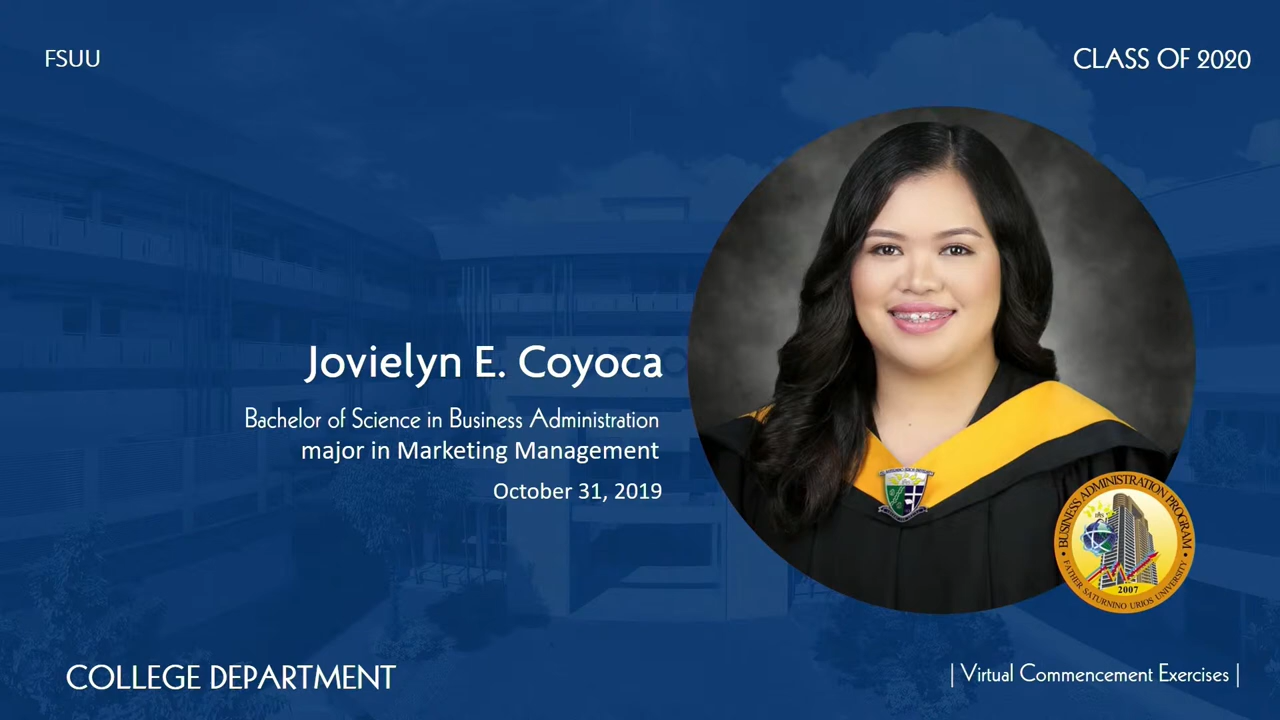 FSUU
CLASS OF 2020
Jovielyn E. Coyoca
Bachelor of Science in Business Administration
major in Marketing Management
October 31, 2019
BUSINESS ADMINISTRATION PROGRAM
2007
FATHER SATURNINO URIOS UNIVERSITY
COLLEGE DEPARTMENT
| Virtual Commencement Exercises |